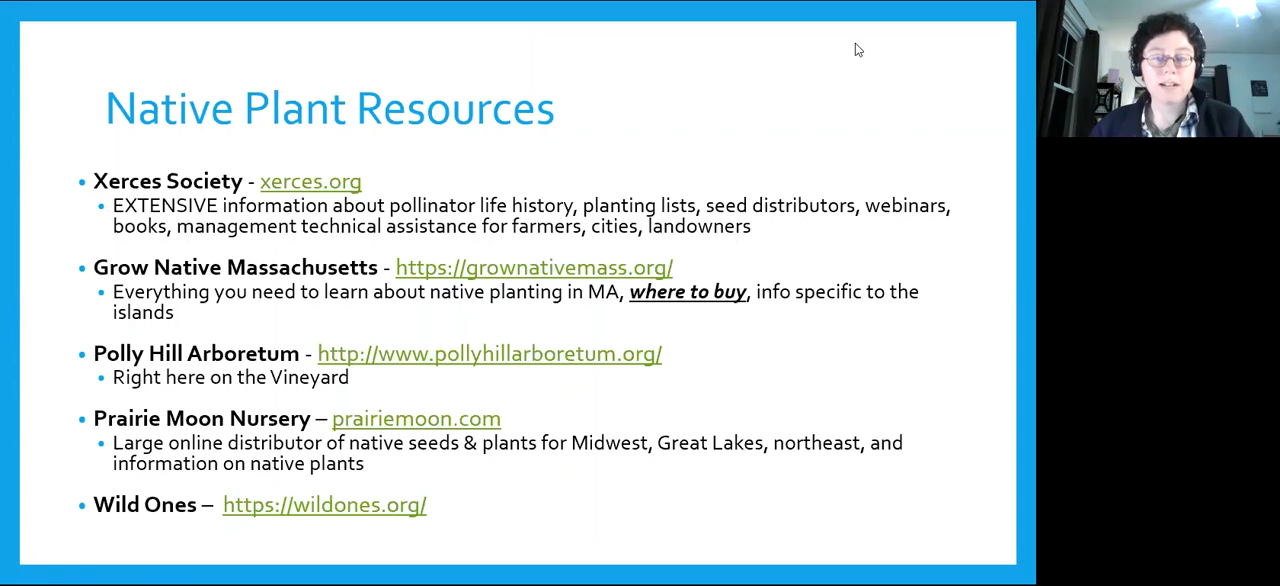 Native Plant Resources
• Xerces Society - xerces.org
• EXTENSIVE information about pollinator life history, planting lists, seed distributors, webinars,
books, management technical assistance for farmers, cities, landowners
• Grow Native Massachusetts - https://grownativemass.org/
• Everything you need to learn about native planting in MA, where to buy, info specific to the
islands
• Polly Hill Arboretum - http://www.pollyhillarboretum.org/
• Right here on the Vineyard
• Prairie Moon Nursery – prairiemoon.com
• Large online distributor of native seeds & plants for Midwest, Great Lakes, northeast, and
information on native plants
• Wild Ones – https://wildones.org/